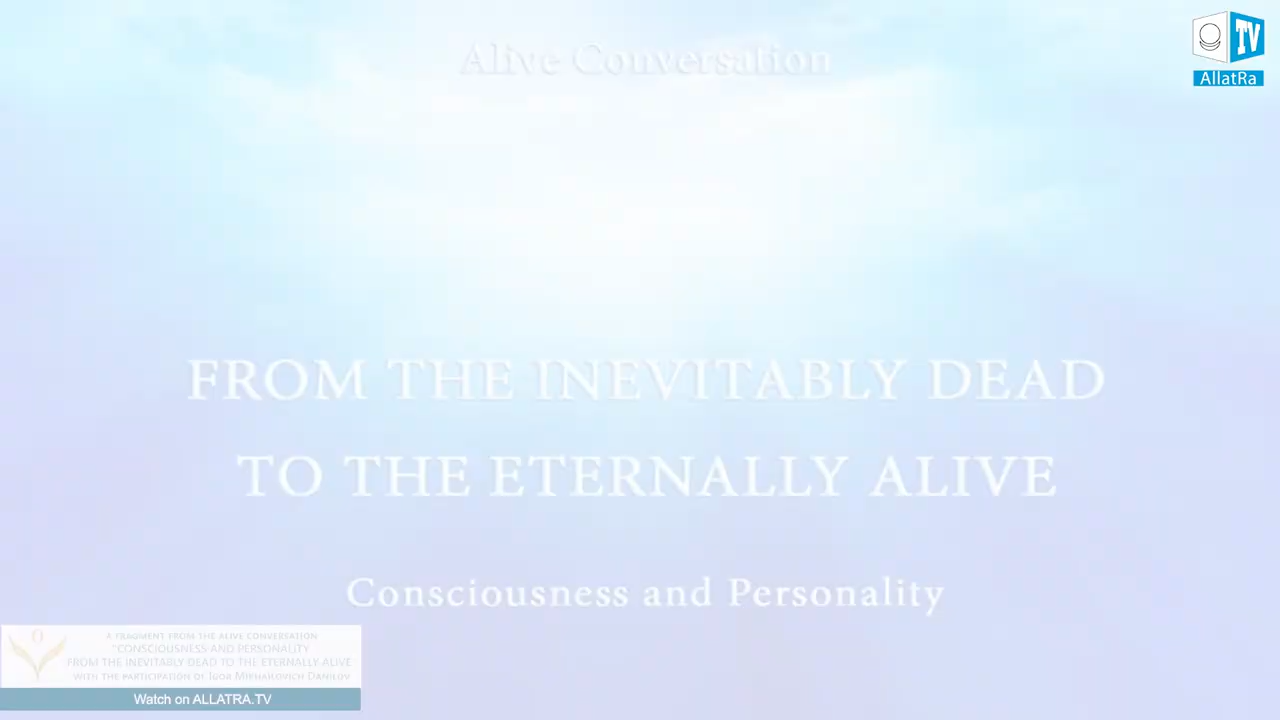 Alive Conversation
TV
AllatRa
FROM THE INEVITABLY DEAD
TO THE ETERNALLY ALIVE
Consciousness and Personality
A FRAGMENT FROM THE ALIVE CONVERSATION
"CONSCIOUSNESS AND PERSONALITY
FROM THE INEVITABLY DEAD TO THE ETERNALLY ALIVE"
WITH THE PARTICIPATION OF IGOR MIKHAILOVICH DANILOV
Watch on ALLATRA.TV